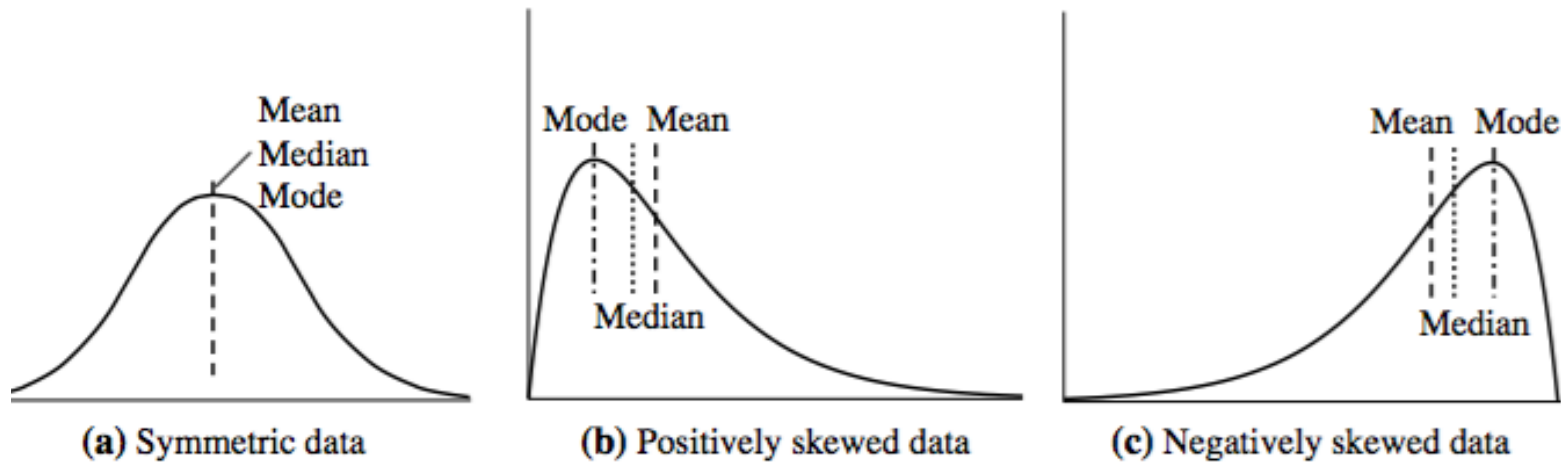 Mean
Median
Mode
(a) Symmetric data
Mode Mean
Median
(b) Positively skewed data
Mean Mode
Median
(c) Negatively skewed data